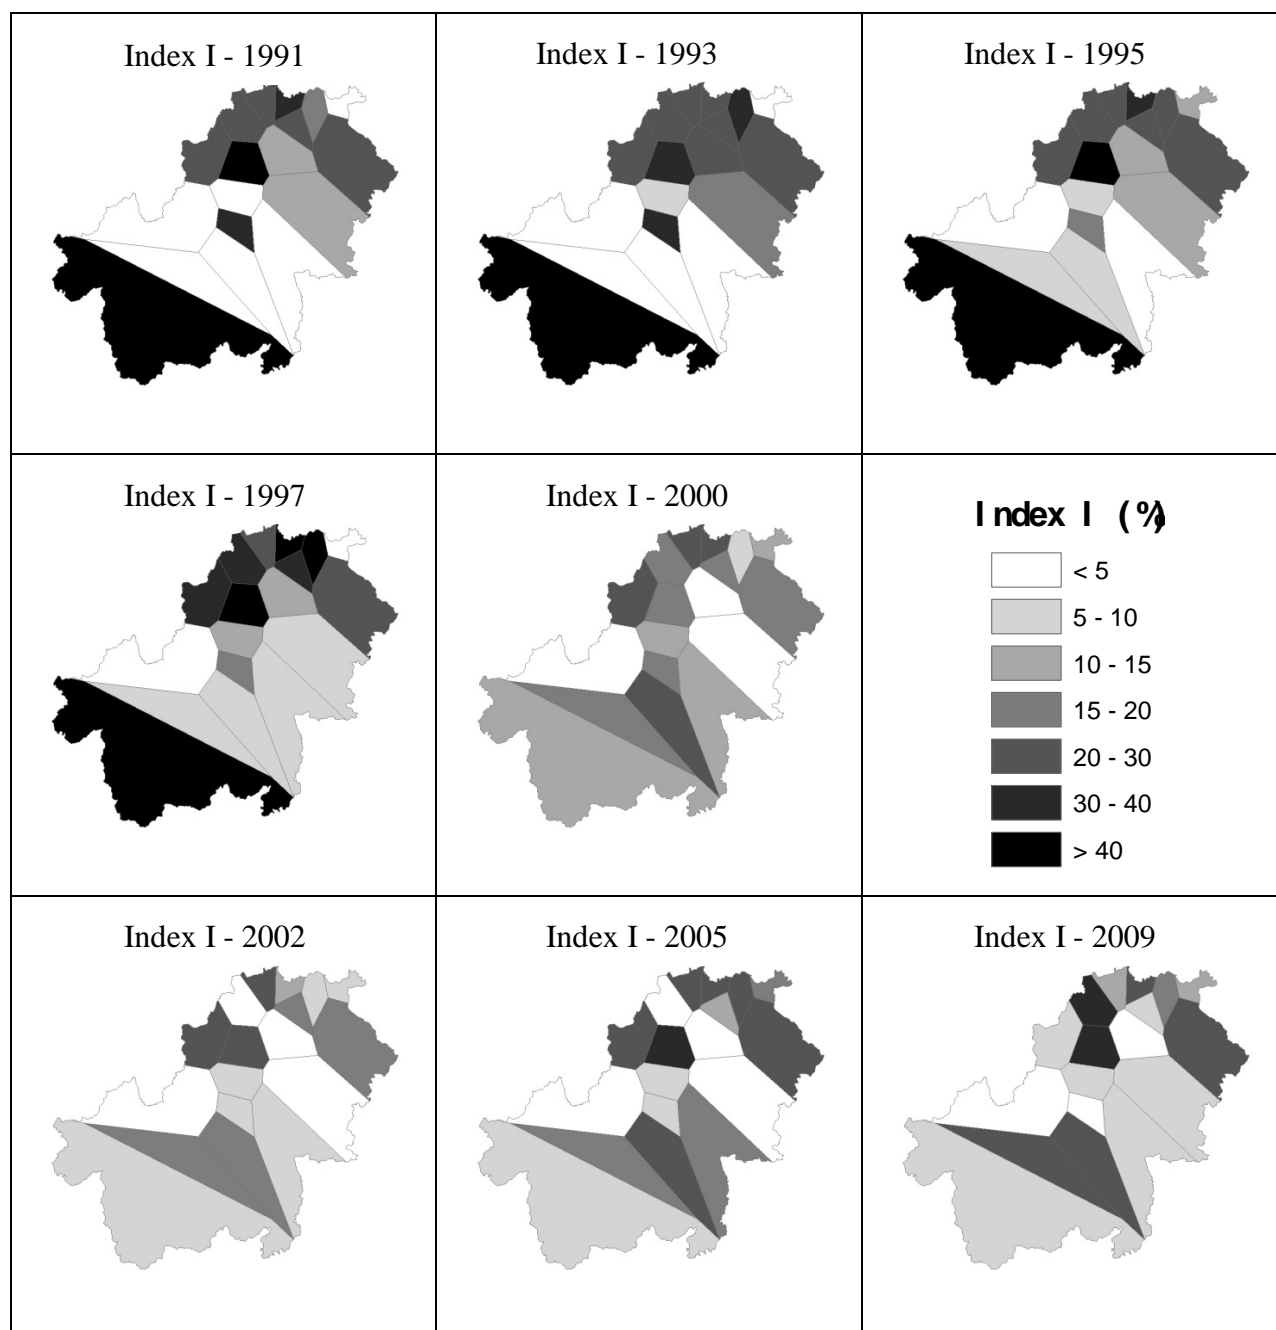 Index I - 1991
Index I - 1993
Index I - 1995
Index I - 1997
Index I - 2000
Index I (%)
< 5
5 - 10
10 - 15
15 - 20
20 - 30
30 - 40
> 40
Index I - 2002
Index I - 2005
Index I - 2009